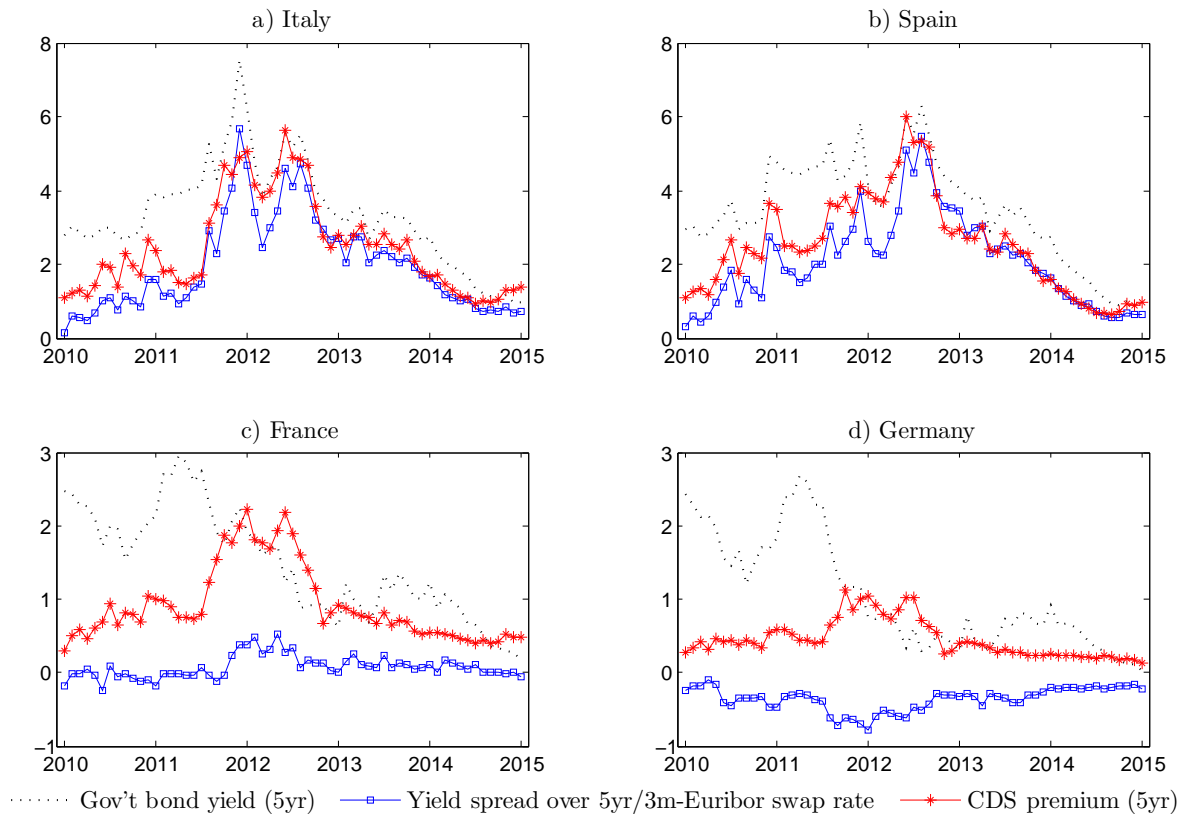 a) Italy
8
6
4
2
0
2010 2011 2012 2013 2014 2015
b) Spain
8
6
4
2
0
2010 2011 2012 2013 2014 2015
c) France
3
2
1
0
−1
2010 2011 2012 2013 2014 2015
d) Germany
3
2
1
0
−1
2010 2011 2012 2013 2014 2015
Gov't bond yield (5yr) Yield spread over 5yr/3m-Euribor swap rate CDS premium (5yr)